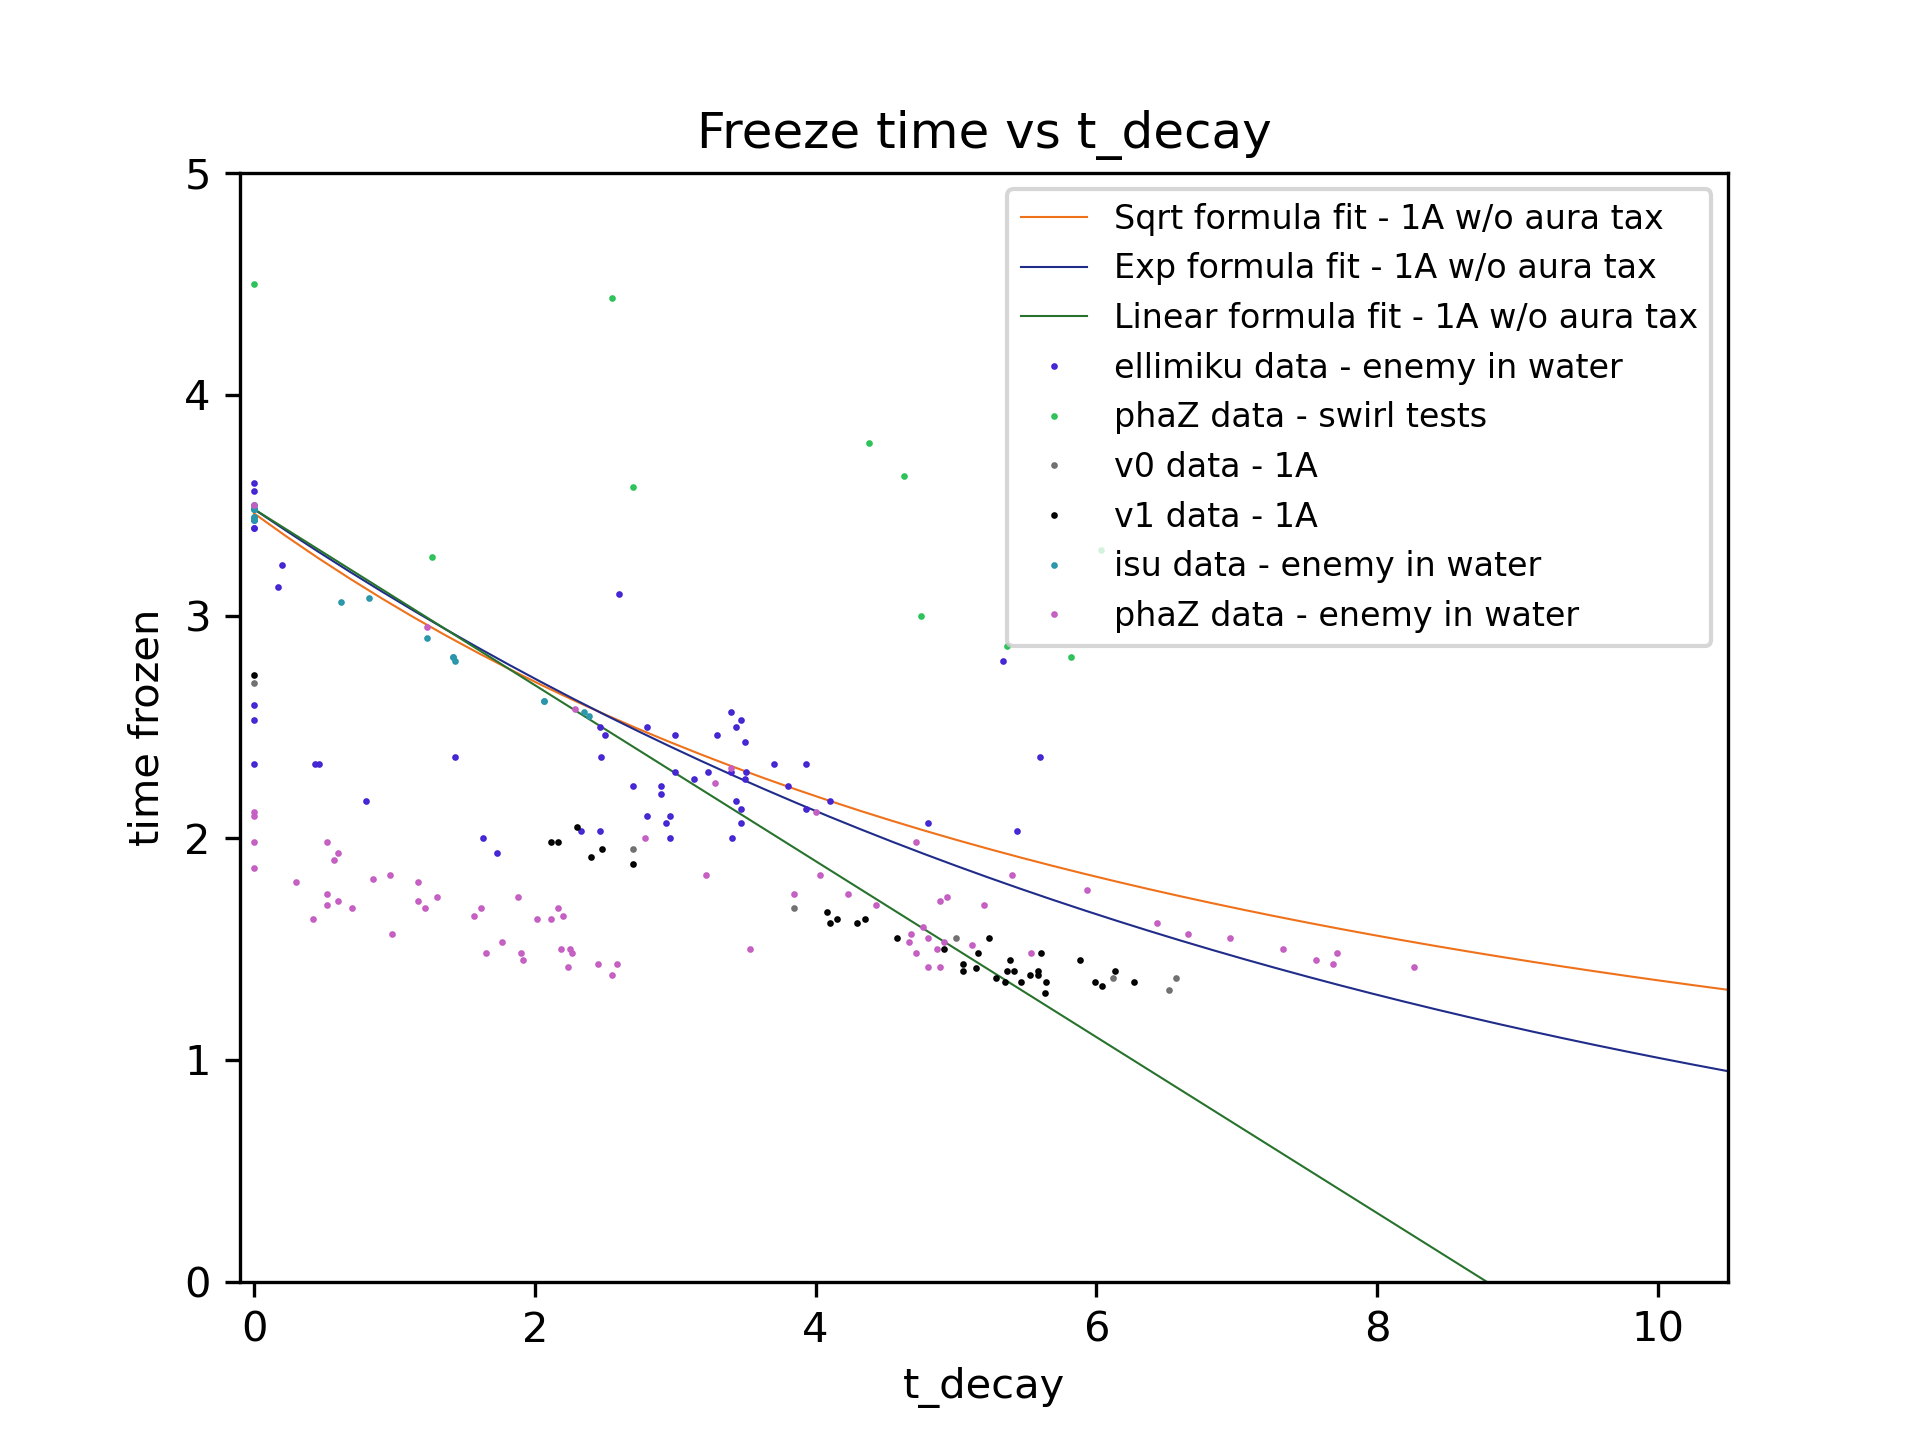 Freeze time vs t_decay
5
4
3
2
1
0
time frozen
Sqrt formula fit - 1A w/o aura tax
Exp formula fit - 1A w/o aura tax
Linear formula fit - 1A w/o aura tax
ellimiku data - enemy in water
phaZ data - swirl tests
v0 data - 1A
v1 data - 1A
isu data - enemy in water
phaZ data - enemy in water
0 2 4 6 8 10
t_decay